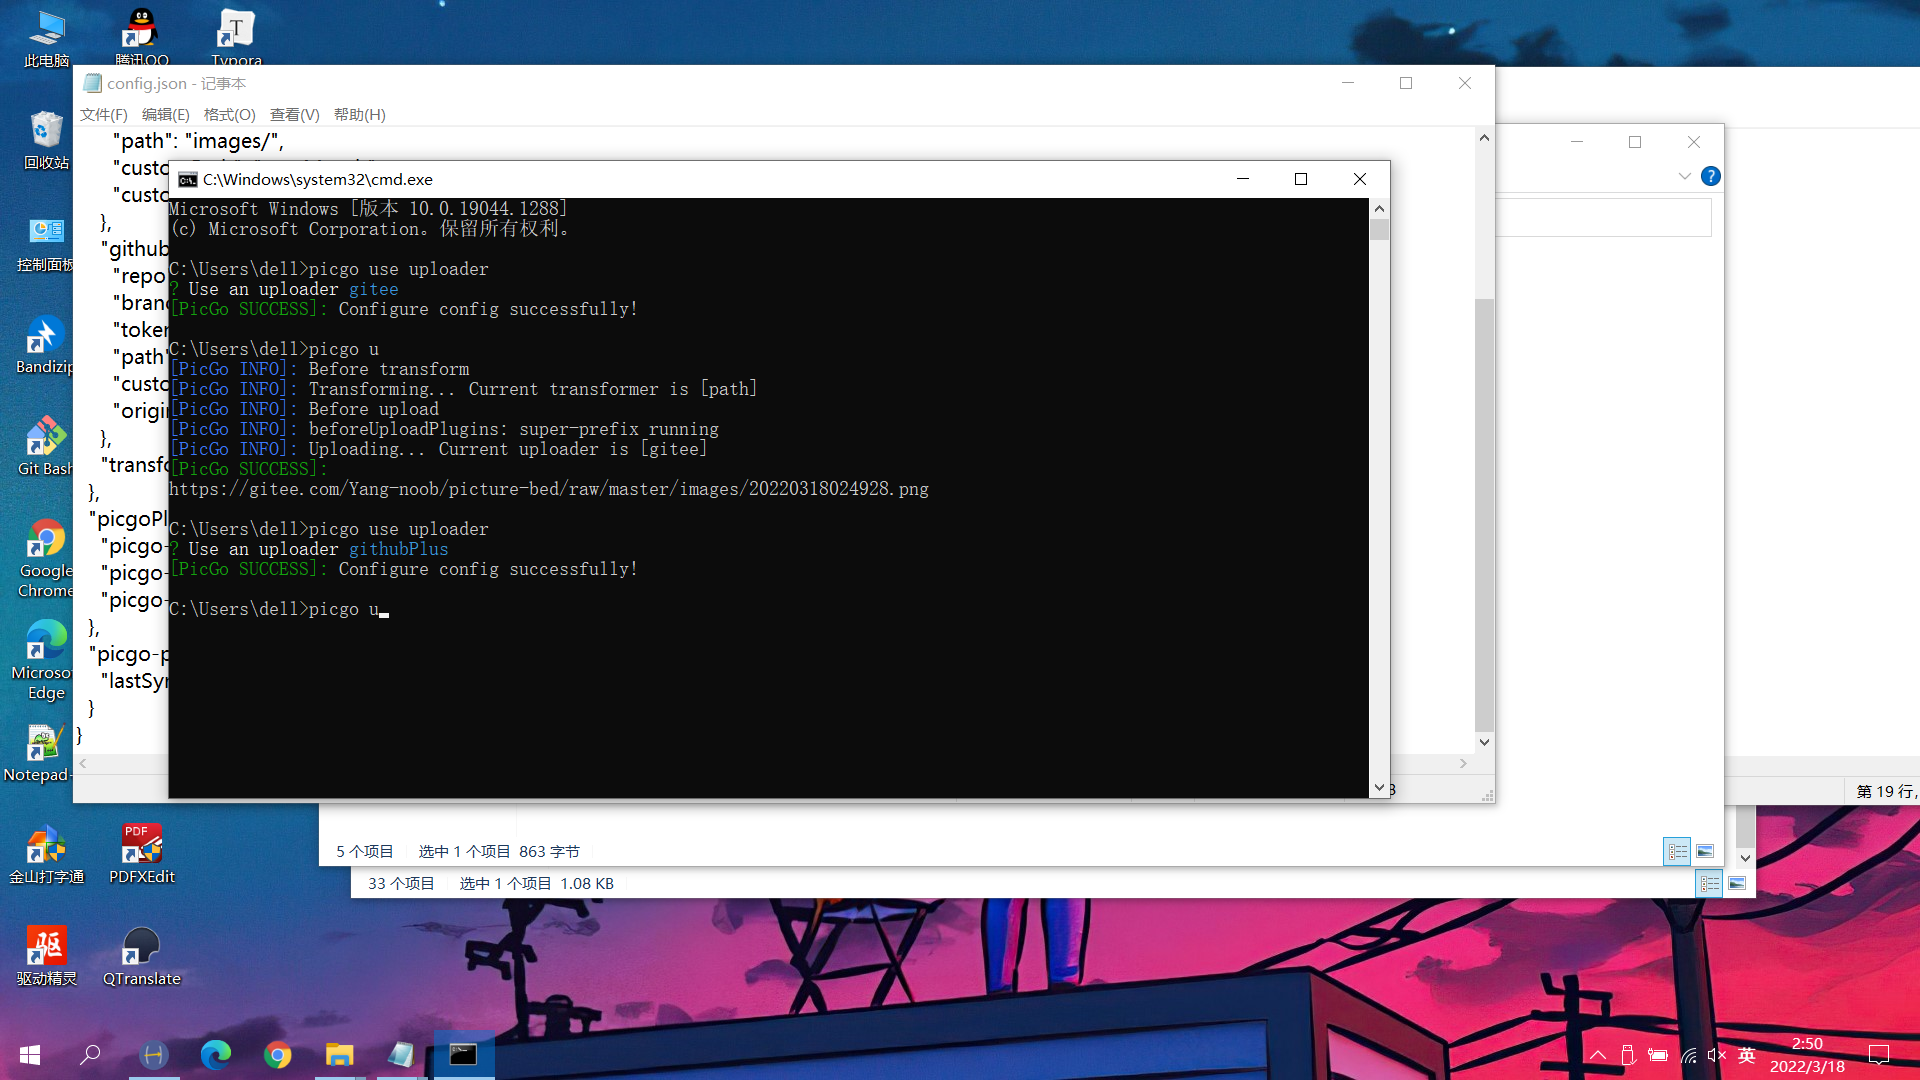 此电脑
腾讯QQ
Typora
回收站
控制面板
Bandizip
Git Bash
Google
Chrome
Microso
Edge
Notepad-
金山打字通
PDFXEdit
驱动精灵
QTranslate
config.json - 记事本
文件(F) 编辑(E) 格式(O) 查看(V) 帮助(H)
"path": "images/",
"custo
"custo
},
"github
"repo
"bran
"token
"path"
"custo
"origin
},
"transfo
},
"picgoPl
"picgo-
"picgo-
"picgo-
},
"picgo-p
"lastSyn
}
}
C:\Windows\system32\cmd.exe
Microsoft Windows [版本 10.0.19044.1288]
(c) Microsoft Corporation。保留所有权利。
C:\Users\dell>picgo use uploader
? Use an uploader gitee
[PicGo SUCCESS]: Configure config successfully!
C:\Users\dell>picgo u
[PicGo INFO]: Before transform
[PicGo INFO]: Transforming... Current transformer is [path]
[PicGo INFO]: Before upload
[PicGo INFO]: beforeUploadPlugins: super-prefix running
[PicGo INFO]: Uploading... Current uploader is [gitee]
[PicGo SUCCESS]:
https://gitee.com/Yang-noob/picture-bed/raw/master/images/20220318024928.png
C:\Users\dell>picgo use uploader
? Use an uploader githubPlus
[PicGo SUCCESS]: Configure config successfully!
C:\Users\dell>picgo u
第 19 行,
5 个项目 选中 1 个项目 863 字节
33 个项目 选中 1 个项目 1.08 KB
英
2:50
2022/3/18